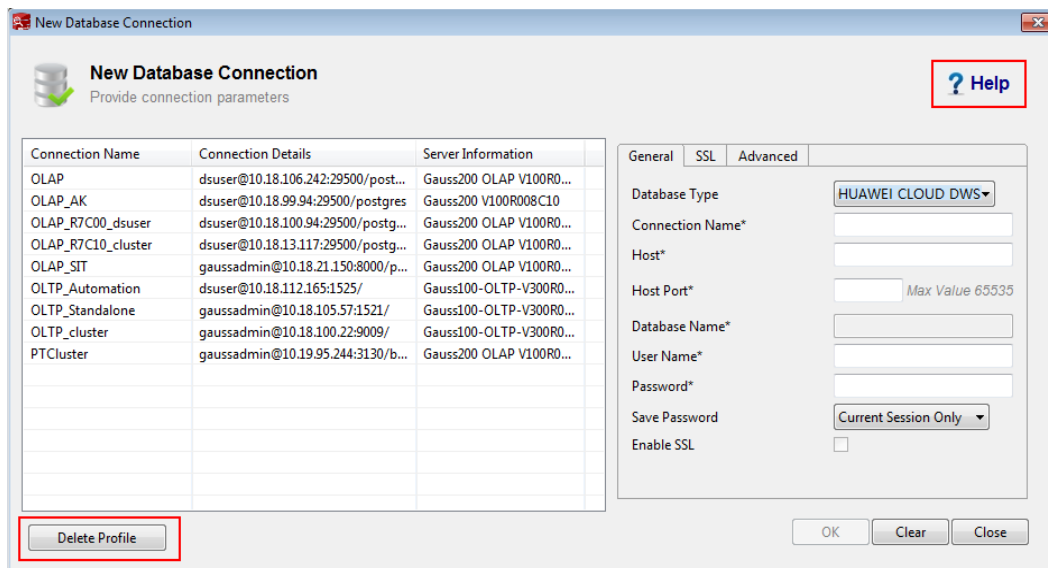 New Database Connection
New Database Connection
Provide connection parameters
? Help
Connection Name Connection Details Server Information
OLAP dsuser@10.18.106.242:29500/post... Gauss200 OLAP V100R0...
OLAP_AK dsuser@10.18.99.94:29500/postgres Gauss200 V100R008C10
OLAP_R7C00_dsuser dsuser@10.18.100.94:29500/postg... Gauss200 OLAP V100R0...
OLAP_R7C10_cluster dsuser@10.18.13.117:29500/postg... Gauss200 OLAP V100R0...
OLAP_SIT gaussadmin@10.18.21.150:8000/p... Gauss200 OLAP V100R0...
OLTP_Automation dsuser@10.18.112.165:1525/ Gauss100-OLTP-V300R0...
OLTP_Standalone gaussadmin@10.18.105.57:1521/ Gauss100-OLTP-V300R0...
OLTP_cluster gaussadmin@10.18.100.22:9009/ Gauss100-OLTP-V300R0...
PTCluster gaussadmin@10.19.95.244:3130/b... Gauss200 OLAP V100R0...
Delete Profile
General SSL Advanced
Database Type HUAWEI CLOUD DWS
Connection Name*
Host*
Host Port* Max Value 65535
Database Name*
User Name*
Password*
Save Password Current Session Only
Enable SSL
OK Clear Close